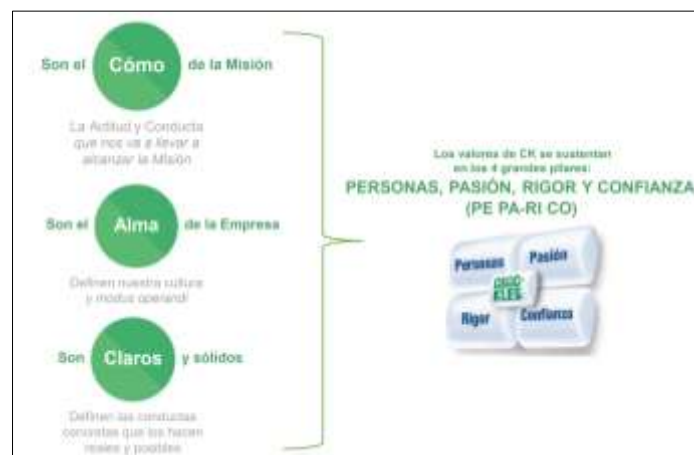 Son el Cómo de la Misión
La Actitud y Conducta
que nos va a llevar a
alcanzar la Misión
Son el Alma de la Empresa
Definen nuestra cultura
y modus operandi
Son Claros y sólidos
Definen las conductas
concretas que los hacen
reales y posibles
Los valores de CK se sustentan
en los 4 grandes pilares:
PERSONAS, PASIÓN, RIGOR Y CONFIANZA
(PE PA-RI CO)
Personas
Pasión
Rigor
Confianza